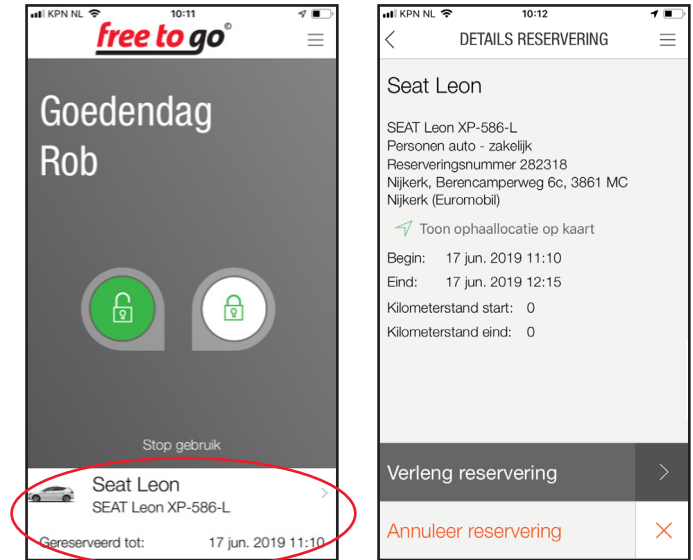 KPN NL 10:11
free to go®
Goedendag
Rob
Stop gebruik
Seat Leon
SEAT Leon XP-586-L
Gereserveerd tot: 17 jun. 2019 11:10
KPN NL 10:12
DETAILS RESERVERING
Seat Leon
SEAT Leon XP-586-L
Personen auto - zakelijk
Reserveringsnummer 282318
Nijkerk, Berencamperweg 6c, 3861 MC
Nijkerk (Euromobil)
Toon ophaallocatie op kaart
Begin: 17 jun. 2019 11:10
Eind: 17 jun. 2019 12:15
Kilometerstand start: 0
Kilometerstand eind: 0
Verleng reservering
Annuleer reservering